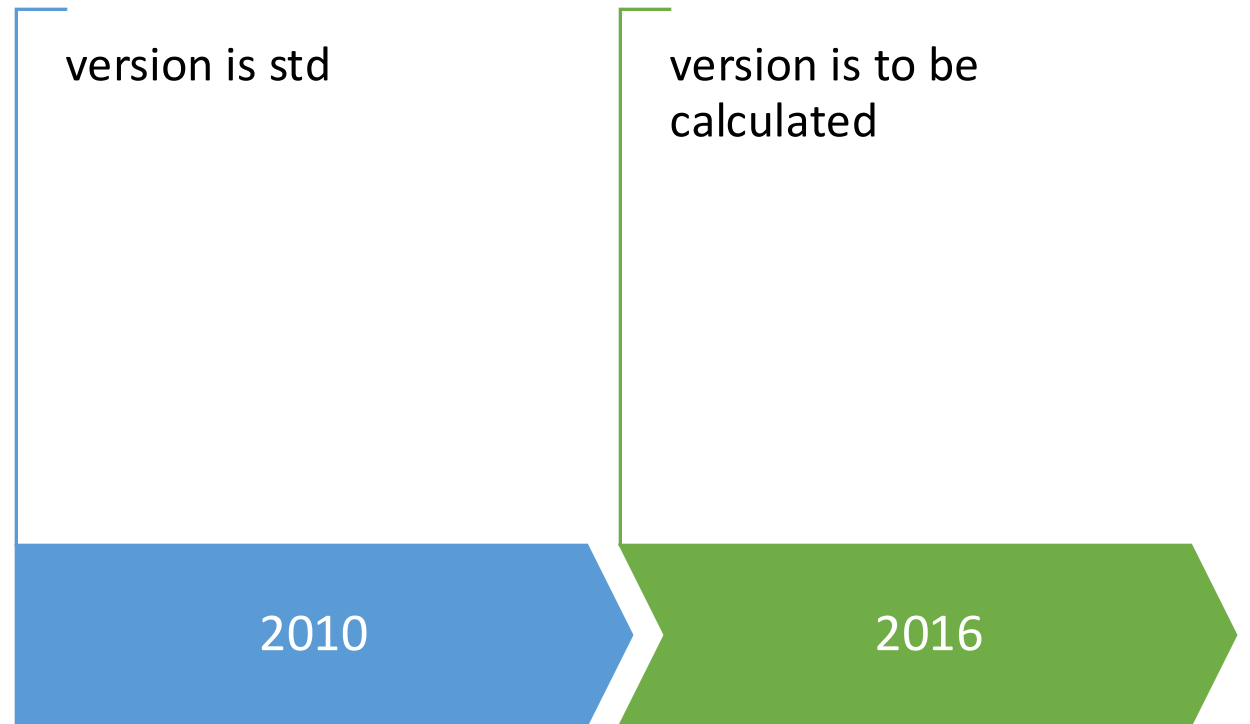 version is std
version is to be
calculated
2010
2016